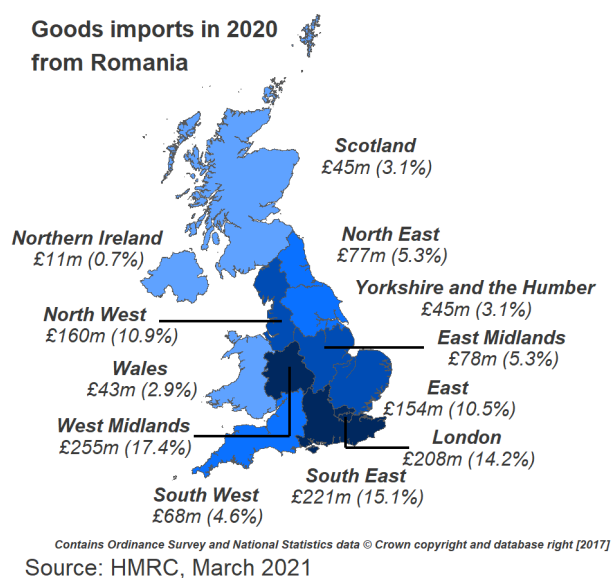 Goods imports in 2020
from Romania
Scotland
£45m (3.1%)
Northern Ireland
£11m (0.7%)
North East
£77m (5.3%)
Yorkshire and the Humber
£45m (3.1%)
North West
£160m (10.9%)
East Midlands
£78m (5.3%)
Wales
£43m (2.9%)
East
£154m (10.5%)
West Midlands
£255m (17.4%)
London
£208m (14.2%)
South East
£221m (15.1%)
South West
£68m (4.6%)
Contains Ordinance Survey and National Statistics data © Crown copyright and database right [2017]
Source: HMRC, March 2021